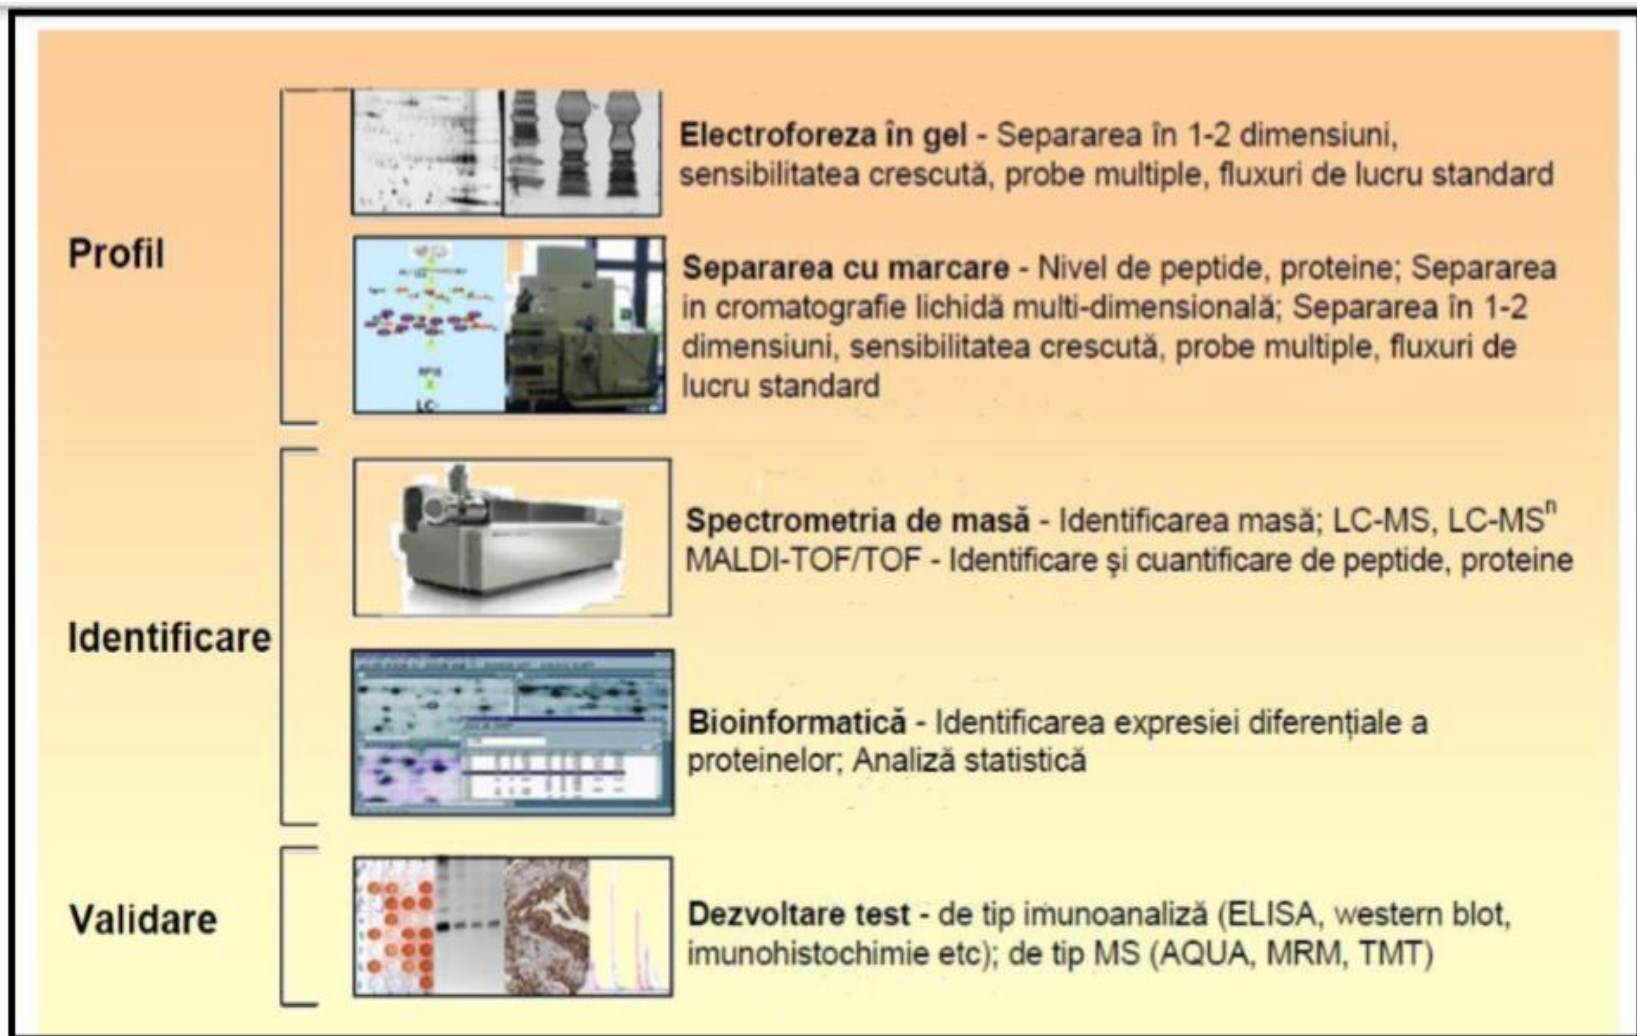 Profil
Electroforeza în gel - Separarea în 1-2 dimensiuni,
sensibilitatea crescută, probe multiple, fluxuri de lucru standard
Separarea cu marcare - Nivel de peptide, proteine; Separarea
in cromatografie lichidă multi-dimensională; Separarea în 1-2
dimensiuni, sensibilitatea crescută, probe multiple, fluxuri de
lucru standard
LC-
Identificare
Spectrometria de masă - Identificarea masă; LC-MS, LC-MSⁿ
MALDI-TOF/TOF - Identificare şi cuantificare de peptide, proteine
Bioinformatică - Identificarea expresiei diferenţiale a
proteinelor; Analiză statistică
Validare
Dezvoltare test - de tip imunoanaliză (ELISA, western blot,
imunohistochimie etc); de tip MS (AQUA, MRM, TMT)